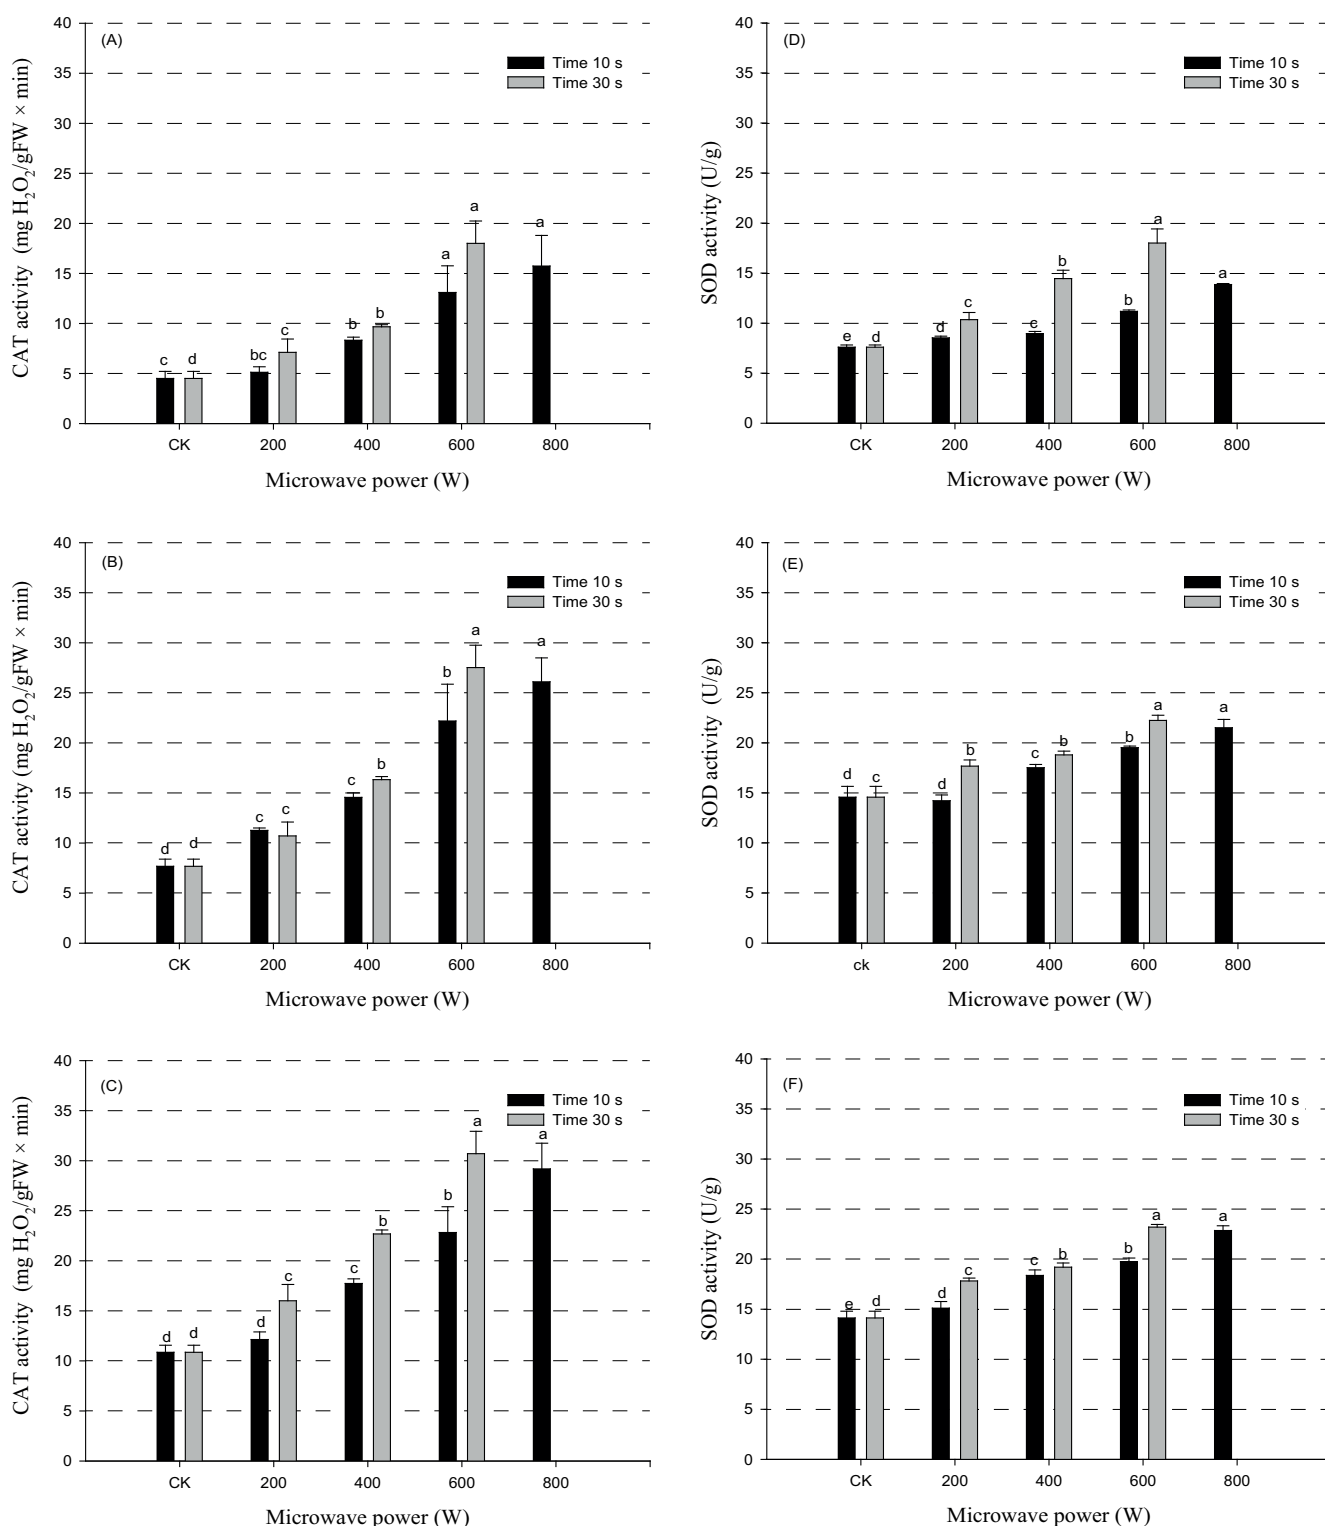 (A)
Time 10 s
Time 30 s
40
35
30
25
20
15
10
5
0
CAT activity (mg H₂O₂/gFW × min)
c d bc c b b a a a
CK 200 400 600 800
Microwave power (W)
(D)
Time 10 s
Time 30 s
40
35
30
25
20
15
10
5
0
SOD activity (U/g)
e d d c c b b a a
CK 200 400 600 800
Microwave power (W)
(B)
Time 10 s
Time 30 s
40
35
30
25
20
15
10
5
0
CAT activity (mg H₂O₂/gFW × min)
d d c c c b b a a
CK 200 400 600 800
Microwave power (W)
(E)
Time 10 s
Time 30 s
40
35
30
25
20
15
10
5
0
SOD activity (U/g)
d c d b c b b a a
ck 200 400 600 800
Microwave power (W)
(C)
Time 10 s
Time 30 s
40
35
30
25
20
15
10
5
0
CAT activity (mg H₂O₂/gFW × min)
d d d c c b b a a
CK 200 400 600 800
Microwave power (W)
(F)
Time 10 s
Time 30 s
40
35
30
25
20
15
10
5
0
SOD activity (U/g)
e d d c c b b a a
CK 200 400 600 800
Microwave power (W)